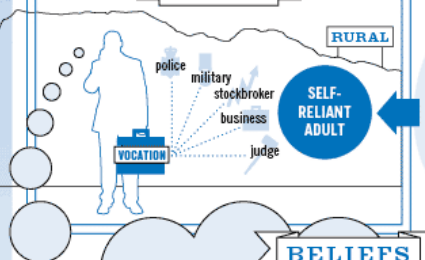 RURAL
police
military
stockbroker
business
judge
VOCATION
SELF-
RELIANT
ADULT
BELIEFS